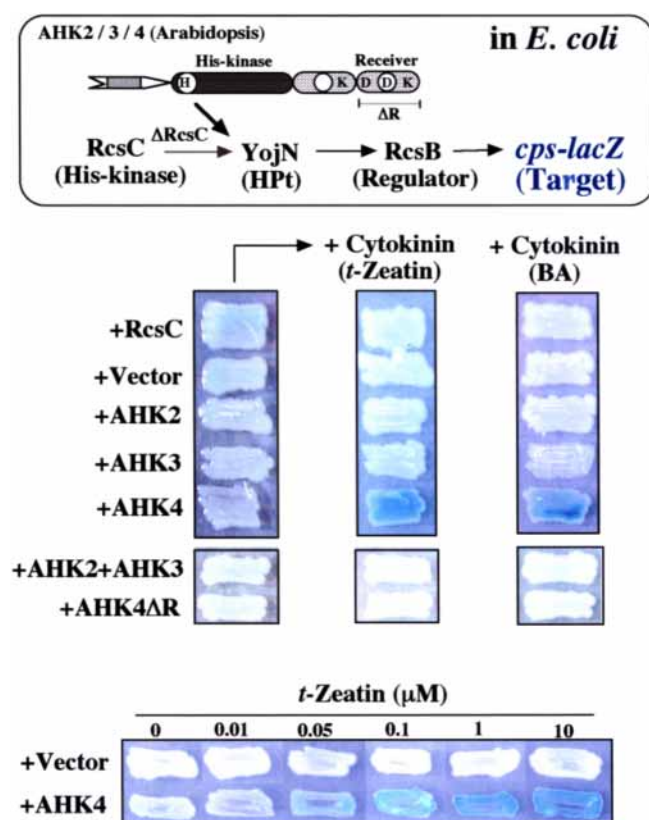 AHK2 / 3 / 4 (Arabidopsis)
in E. coli
His-kinase
Receiver
H K D D K
ΔR
ΔRcsC
RcsC YojN RcsB cps-lacZ
(His-kinase) (HPt) (Regulator) (Target)
+ Cytokinin + Cytokinin
(t-Zeatin) (BA)
+RcsC
+Vector
+AHK2
+AHK3
+AHK4
+AHK2+AHK3
+AHK4ΔR
t-Zeatin (μM)
0 0.01 0.05 0.1 1 10
+Vector
+AHK4